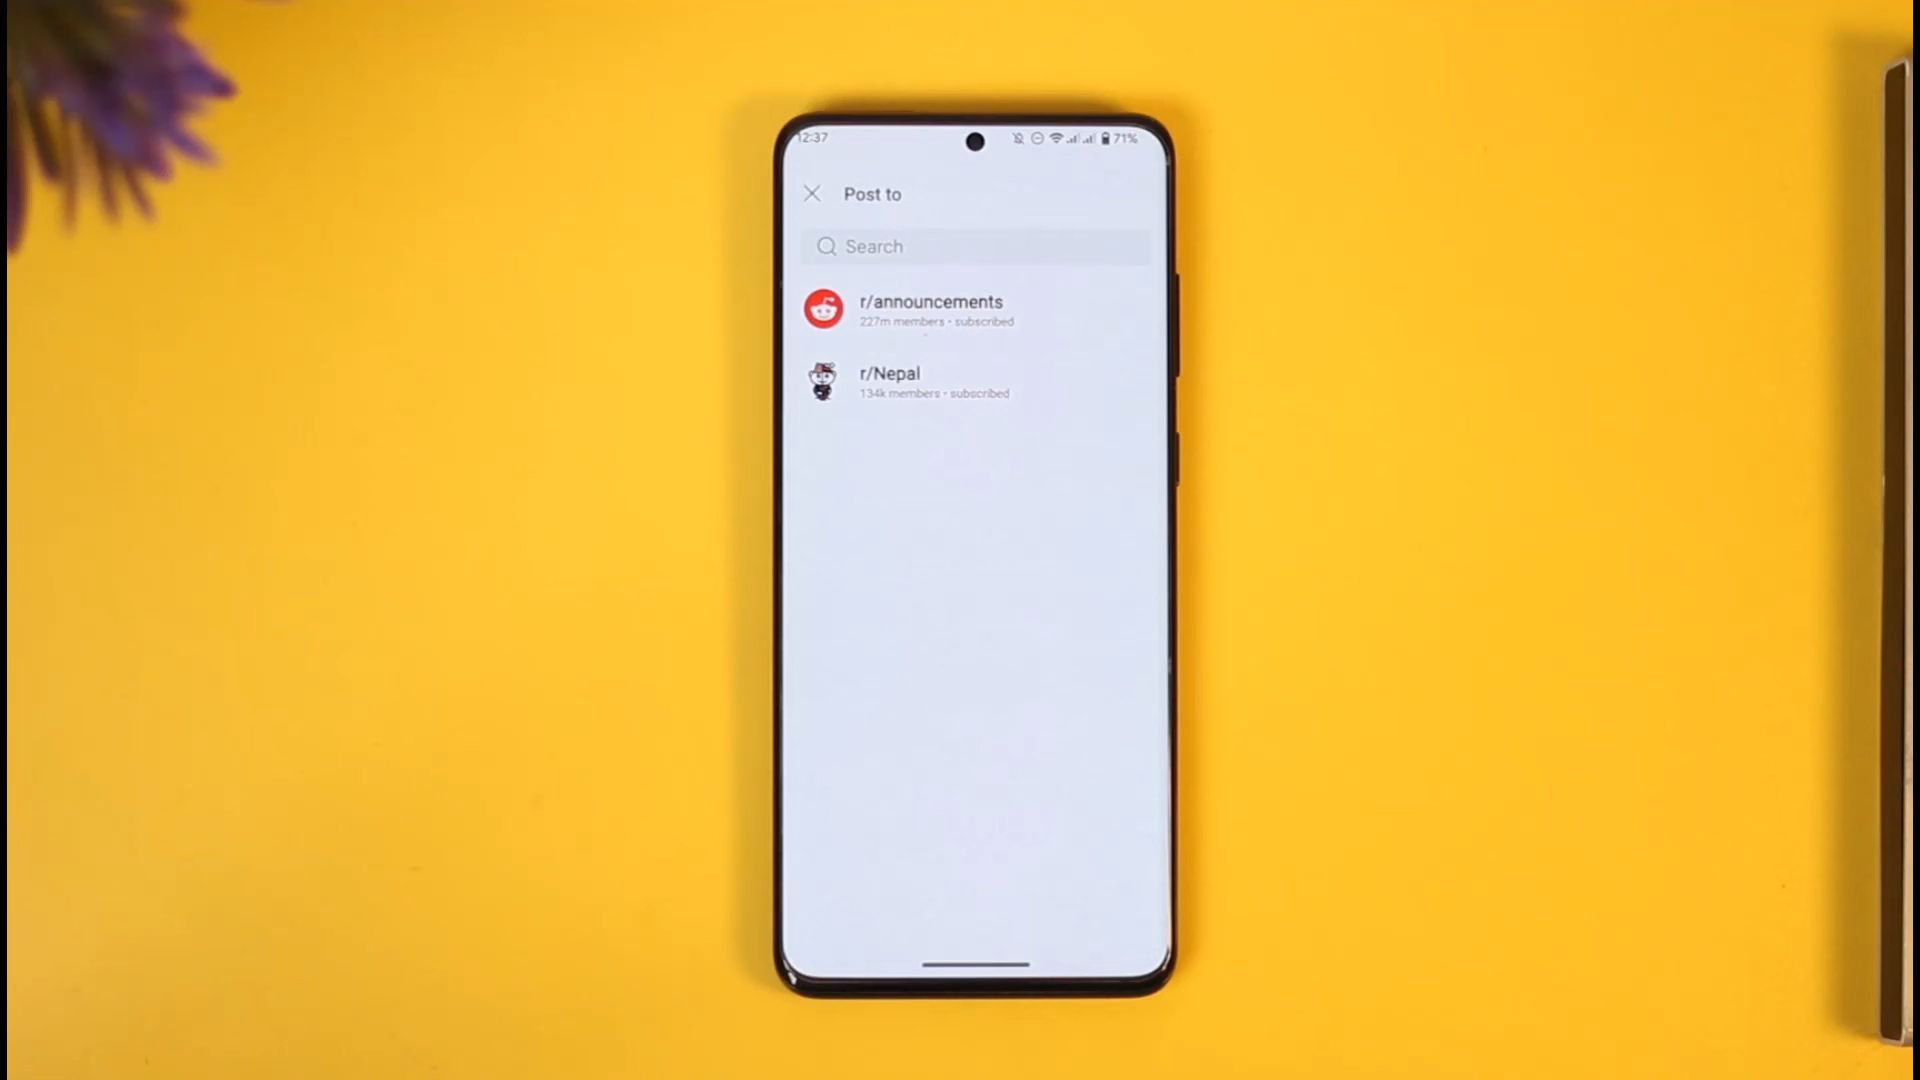 12:37
71%
Post to
Search
r/announcements
227m members • subscribed
r/Nepal
134k members • subscribed